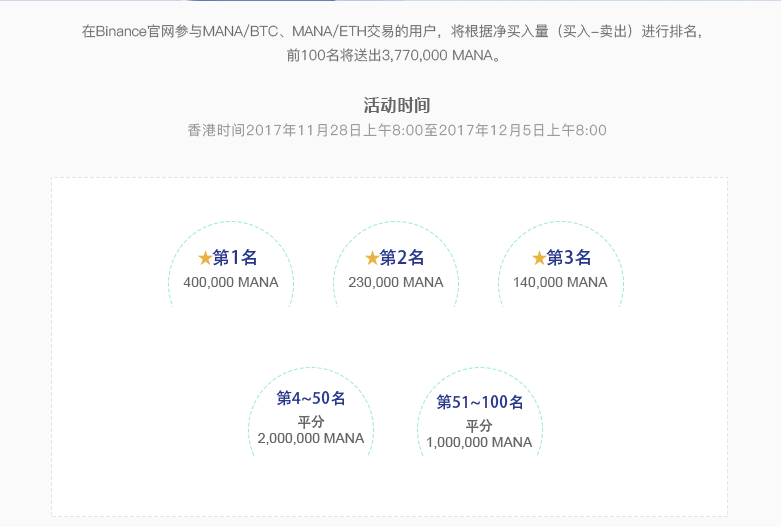 在Binance官网参与MANA/BTC、MANA/ETH交易的用户，将根据净买入量（买入-卖出）进行排名，
前100名将送出3,770,000 MANA。
活动时间
香港时间2017年11月28日上午8:00至2017年12月5日上午8:00
★第1名
400,000 MANA
★第2名
230,000 MANA
★第3名
140,000 MANA
第4~50名
平分
2,000,000 MANA
第51~100名
平分
1,000,000 MANA